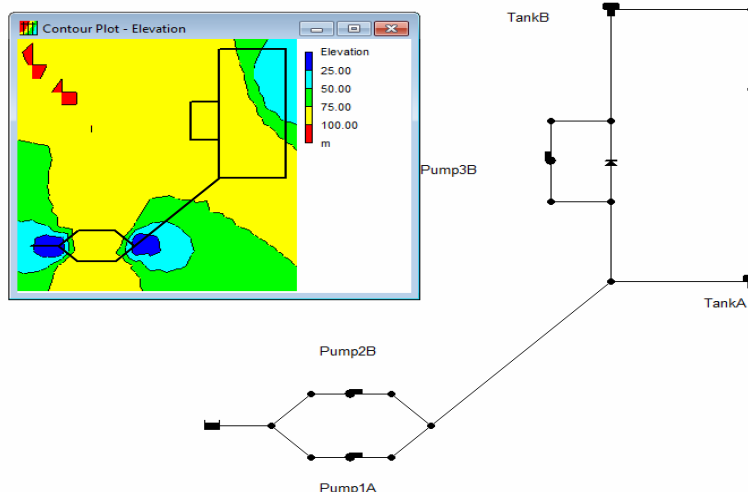 Contour Plot - Elevation
TankB
Elevation
25.00
50.00
75.00
100.00
m
Pump3B
TankA
Pump2B
Pump1A